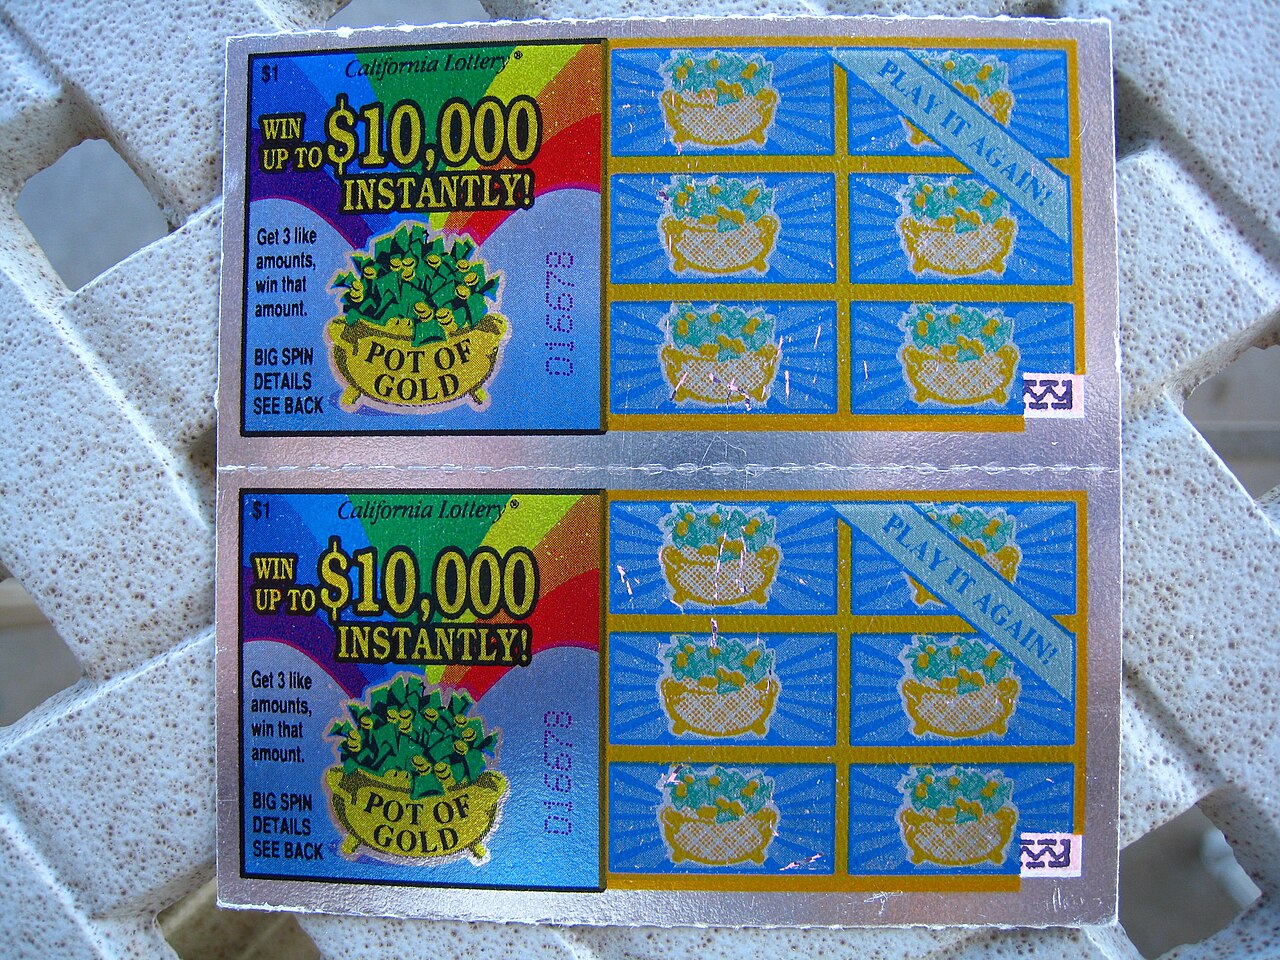 $1
California Lottery®
WIN
UP TO $10,000
INSTANTLY!
Get 3 like
amounts,
win that
amount.
BIG SPIN
DETAILS
SEE BACK
POT OF
GOLD
016678
PLAY IT AGAIN!
$1
California Lottery®
WIN
UP TO $10,000
INSTANTLY!
Get 3 like
amounts,
win that
amount.
BIG SPIN
DETAILS
SEE BACK
POT OF
GOLD
016678
PLAY IT AGAIN!